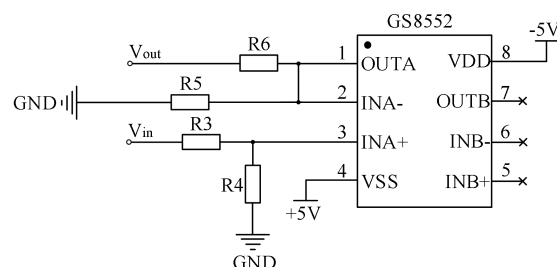 GS8552
-5V
Vout
R6
1
OUTA
VDD
8
GND
R5
2
INA-
OUTB
7
Vin
R3
3
INA+
INB-
6
R4
4
VSS
INB+
5
+5V
GND